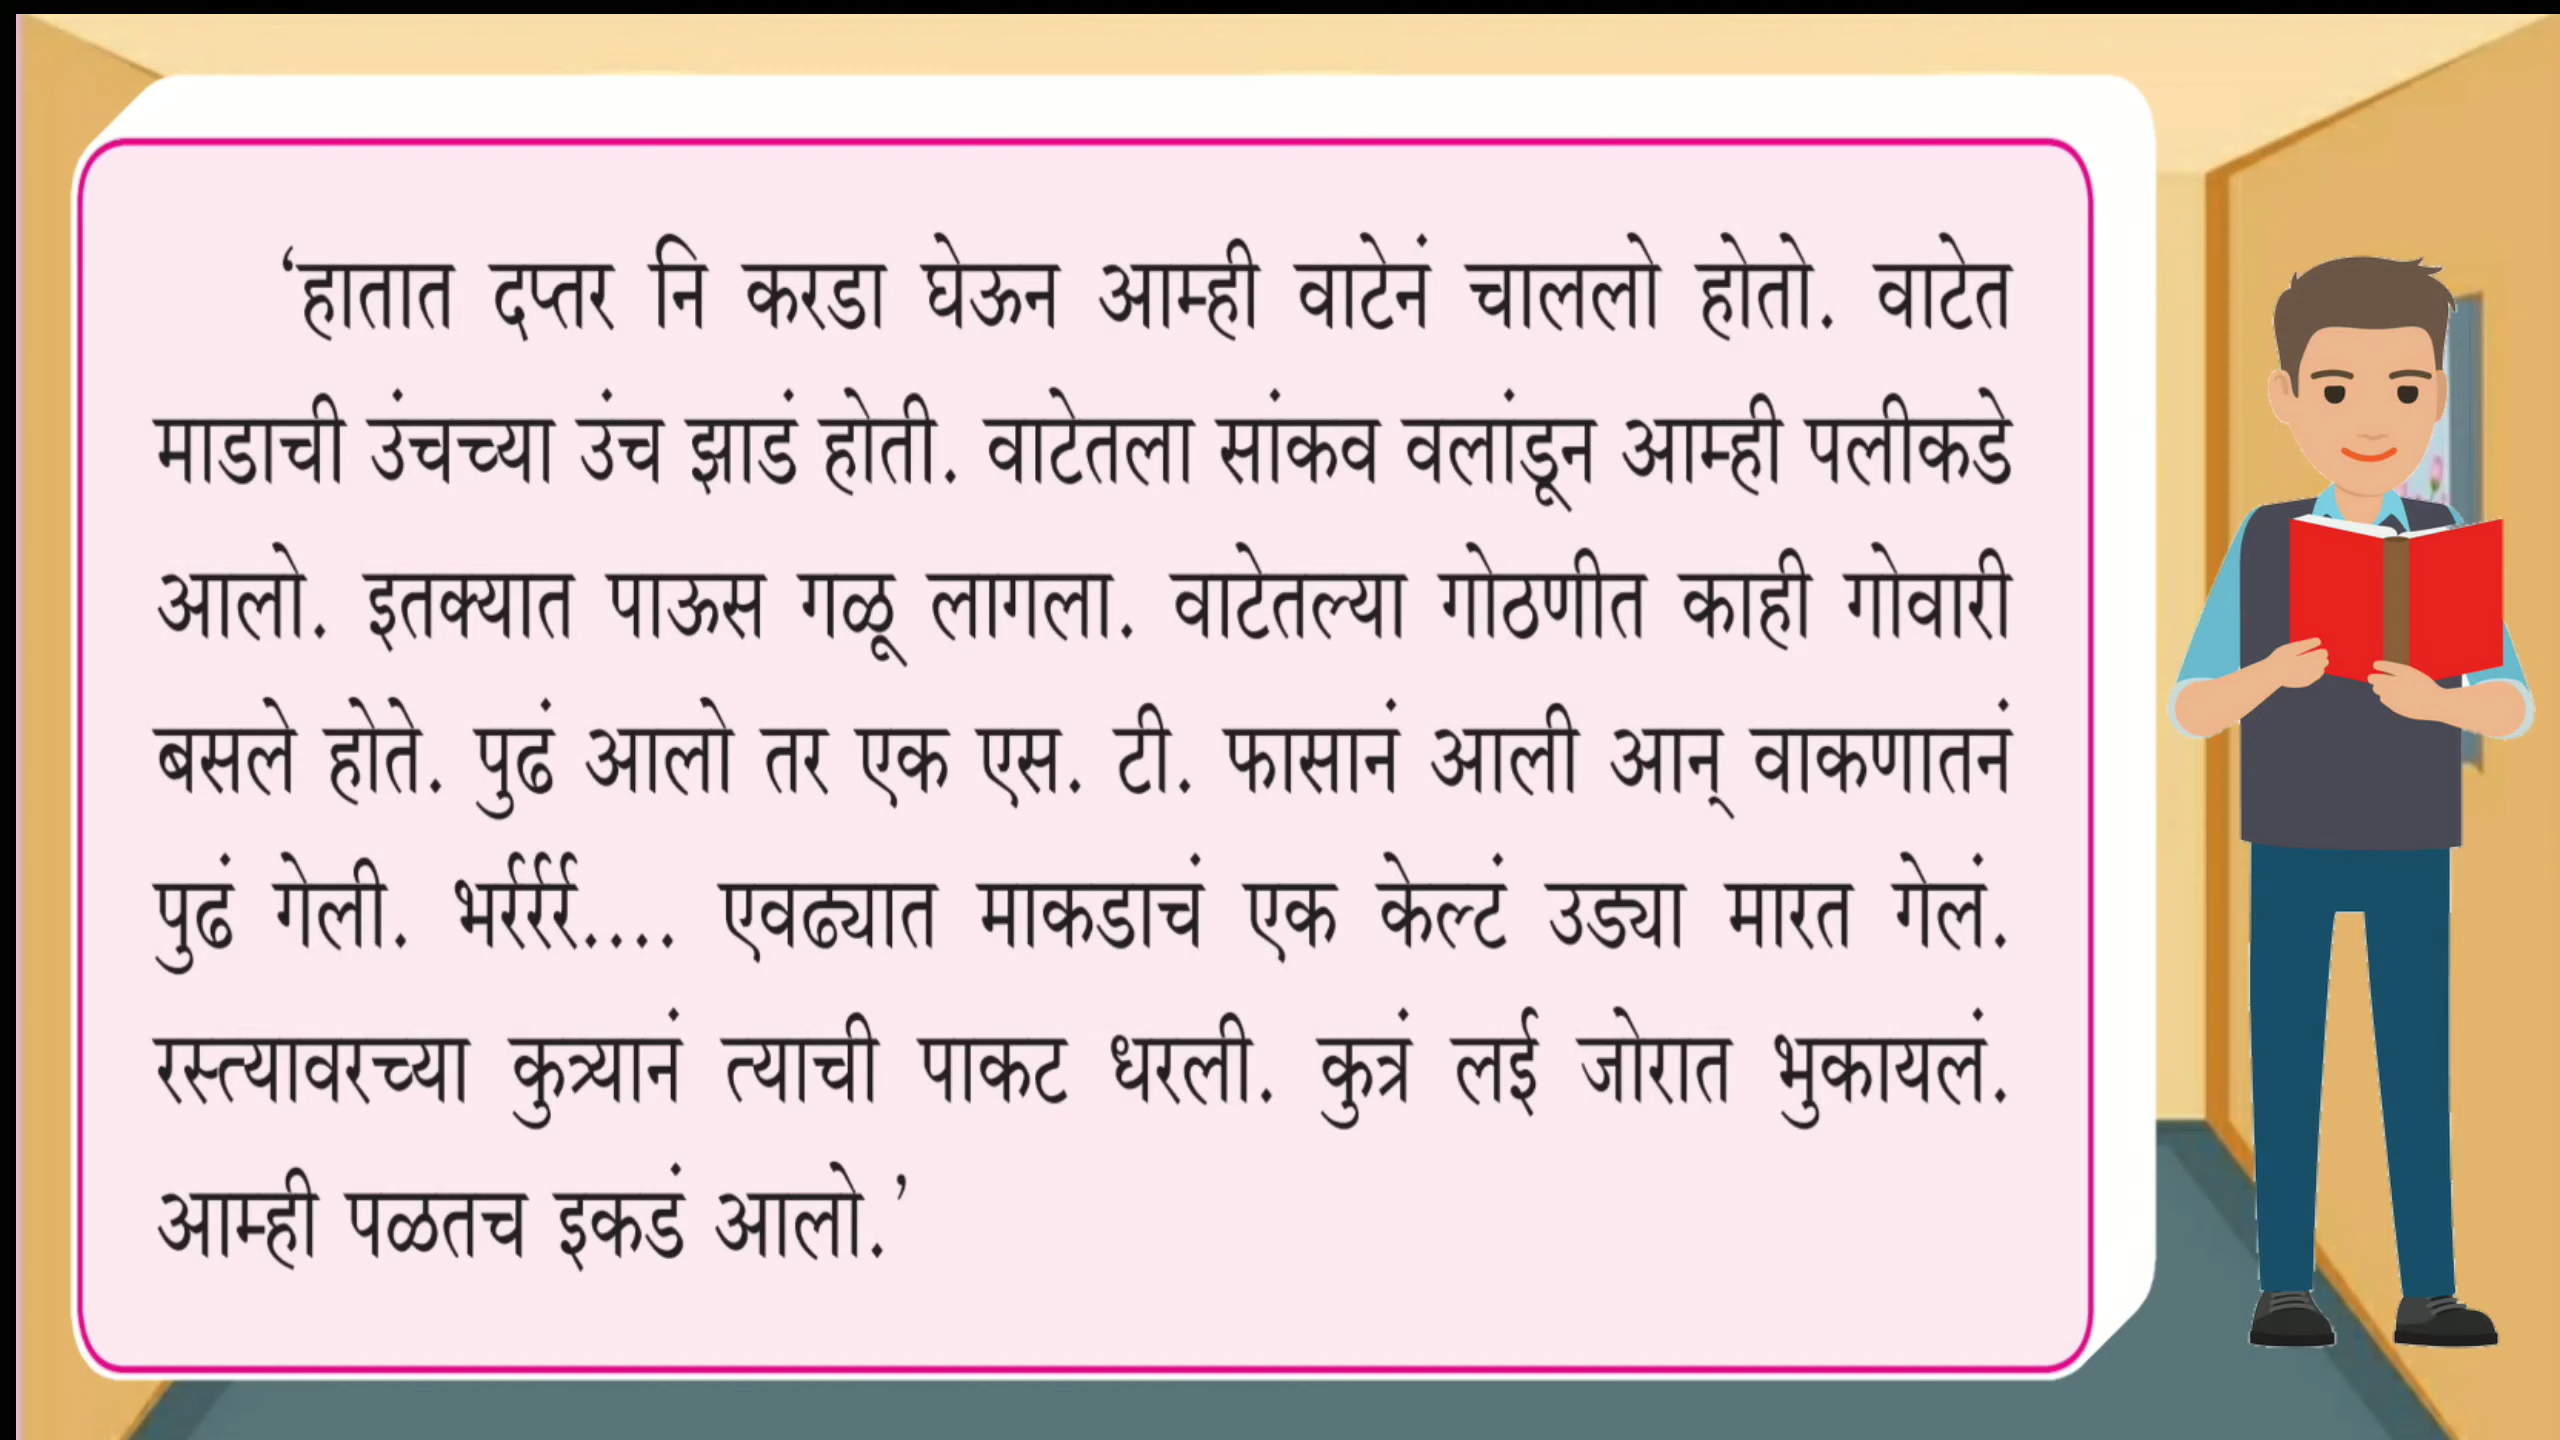 ‘हातात दप्तर नि करडा घेऊन आम्ही वाटेनं चाललो होतो. वाटेत
माडाची उंचच्या उंच झाडं होती. वाटेतला सांकव वलांडून आम्ही पलीकडे
आलो. इतक्यात पाऊस गळू लागला. वाटेतल्या गोठणीत काही गोवारी
बसले होते. पुढं आलो तर एक एस. टी. फासानं आली आन् वाकणातनं
पुढं गेली. भर्रर्रर्र.... एवढ्यात माकडाचं एक केल्टं उड्या मारत गेलं.
रस्त्यावरच्या कुत्र्यानं त्याची पाकट धरली. कुत्रं लई जोरात भुकायलं.
आम्ही पळतच इकडं आलो.’